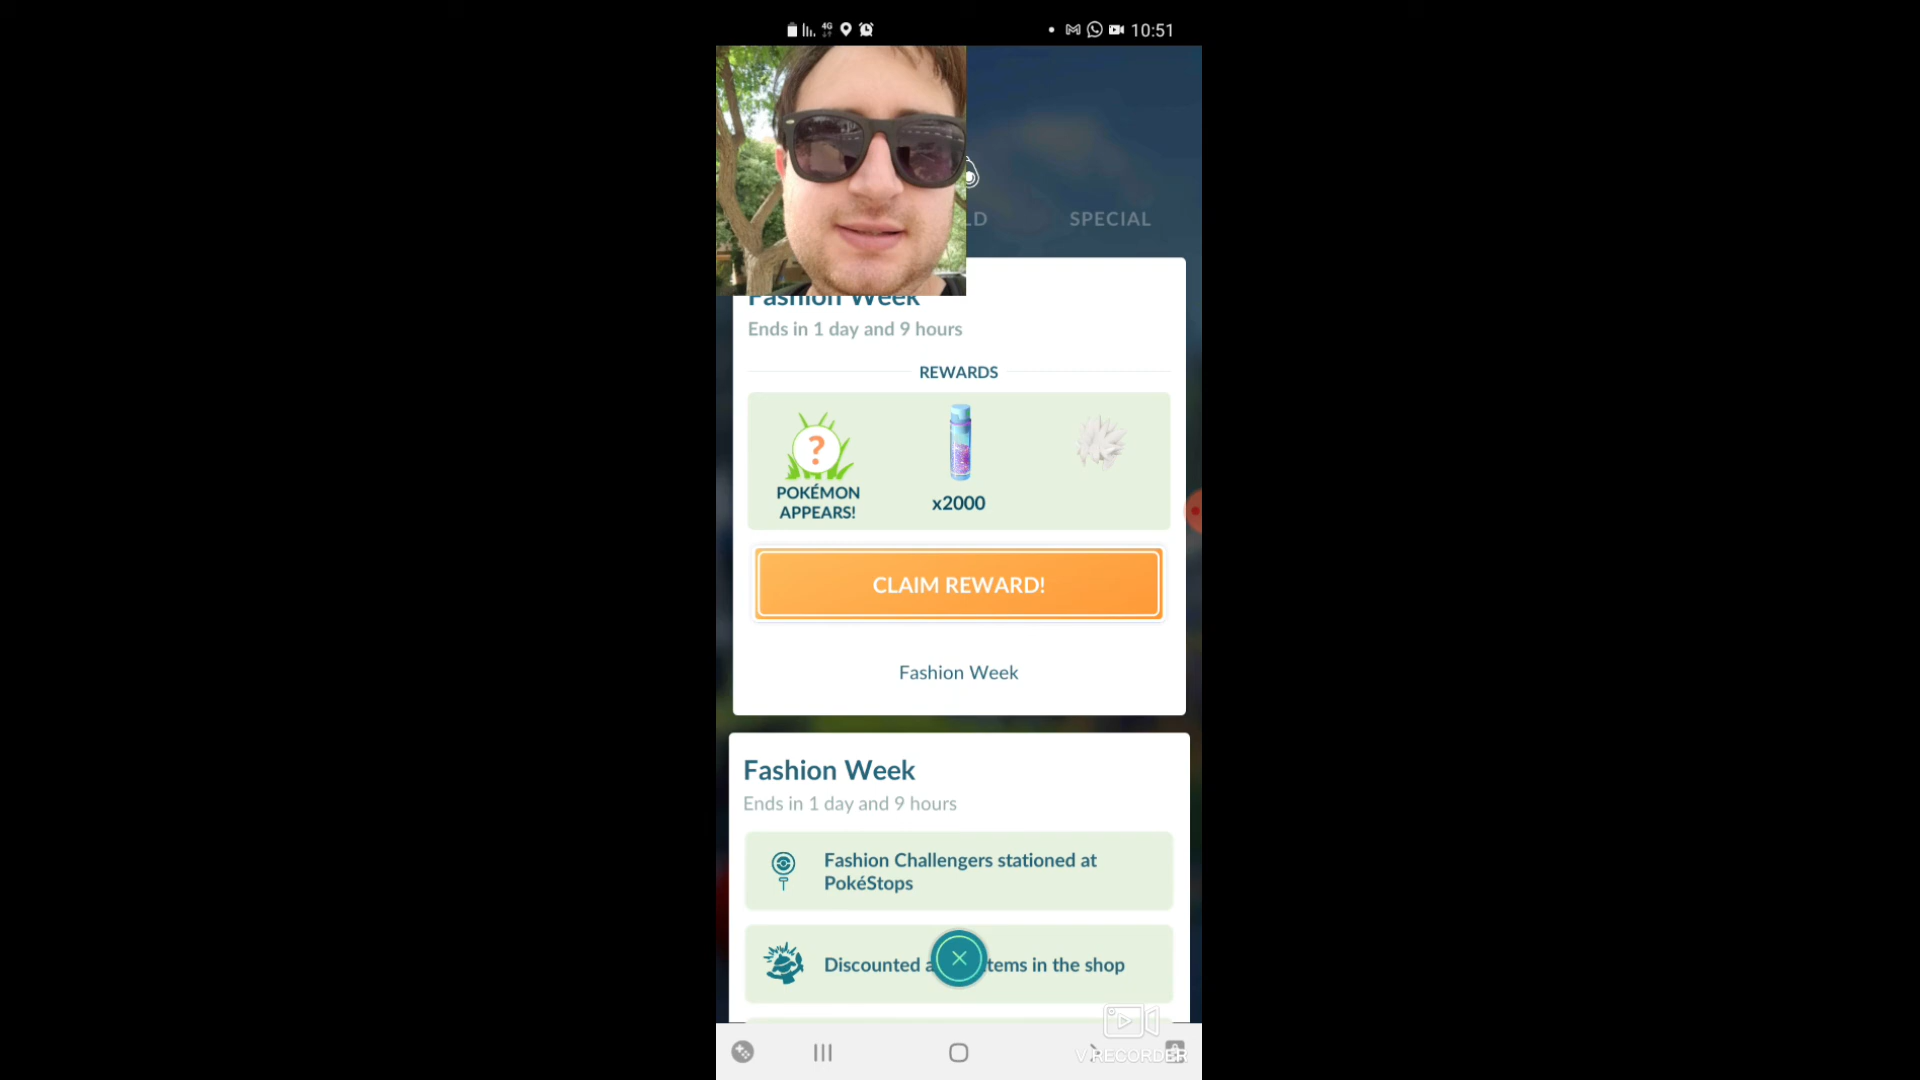 4G
10:51
LD
SPECIAL
Fashion Week
Ends in 1 day and 9 hours
REWARDS
?
POKÉMON
APPEARS!
x2000
CLAIM REWARD!
Fashion Week
Fashion Week
Ends in 1 day and 9 hours
Fashion Challengers stationed at
PokéStops
Discounted a tems in the shop
V.RECORDER